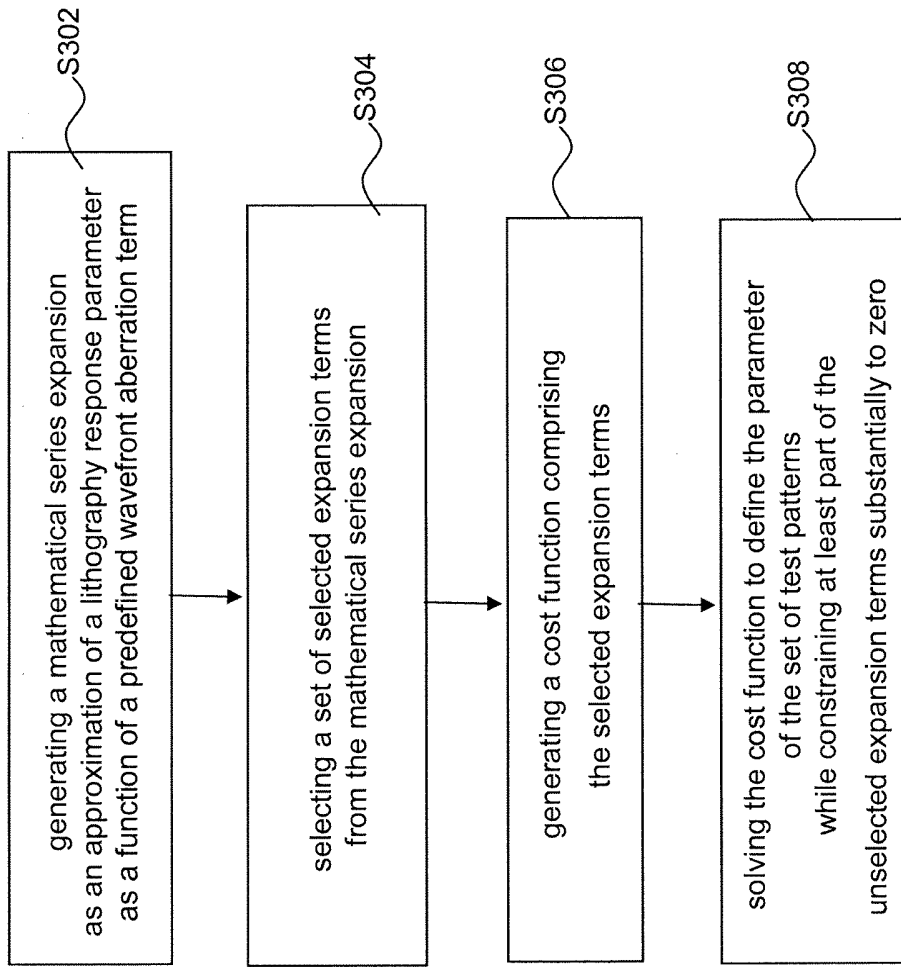 generating a mathematical series expansion
as an approximation of a lithography response parameter
as a function of a predefined wavefront aberration term
S302
selecting a set of selected expansion terms
from the mathematical series expansion
S304
generating a cost function comprising
the selected expansion terms
S306
solving the cost function to define the parameter
of the set of test patterns
while constraining at least part of the
unselected expansion terms substantially to zero
S308